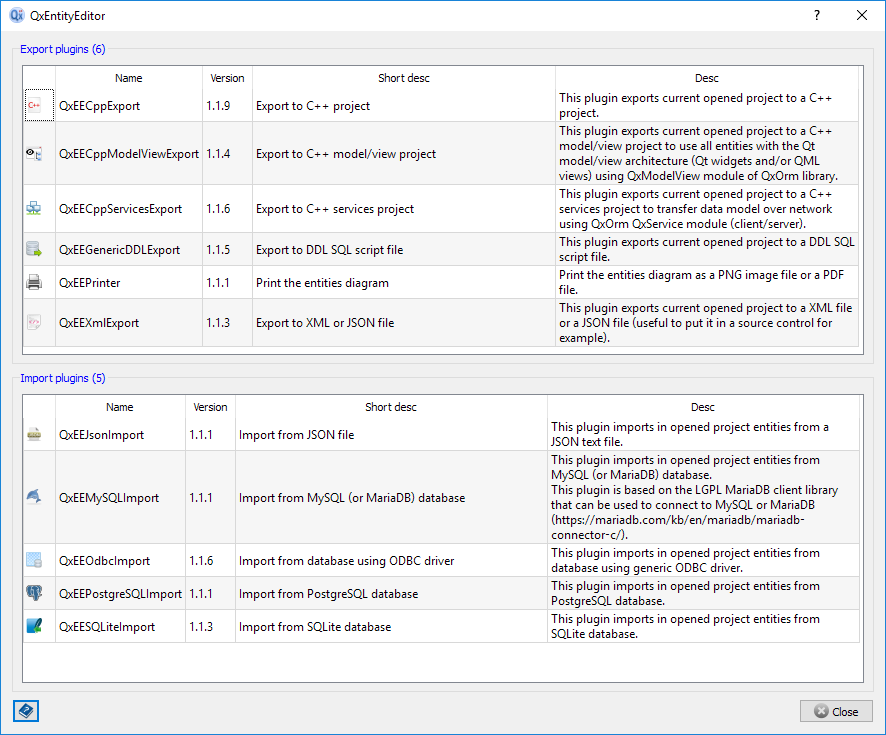 QxEntityEditor
Export plugins (6)
Name Version Short desc Desc
QxEECppExport 1.1.9 Export to C++ project This plugin exports current opened project to a C++
project.
QxEECppModelViewExport 1.1.4 Export to C++ model/view project This plugin exports current opened project to a C++
model/view project to use all entities with the Qt
model/view architecture (Qt widgets and/or QML
views) using QxModelView module of QxOrm library.
QxEECppServicesExport 1.1.6 Export to C++ services project This plugin exports current opened project to a C++
services project to transfer data model over network
using QxOrm QxService module (client/server).
QxEEGenericDDLExport 1.1.5 Export to DDL SQL script file This plugin exports current opened project to a DDL SQL
script file.
QxEEPrinter 1.1.1 Print the entities diagram Print the entities diagram as a PNG image file or a PDF
file.
QxEEXmlExport 1.1.3 Export to XML or JSON file This plugin exports current opened project to a XML file
or a JSON file (useful to put it in a source control for
example).
Import plugins (5)
Name Version Short desc Desc
QxEEJsonImport 1.1.1 Import from JSON file This plugin imports in opened project entities from a
JSON text file.
QxEEMySQLImport 1.1.1 Import from MySQL (or MariaDB) database This plugin imports in opened project entities from
MySQL (or MariaDB) database.
This plugin is based on the LGPL MariaDB client library
that can be used to connect to MySQL or MariaDB
(https://mariadb.com/kb/en/mariadb/mariadb-
connector-c/).
QxEEOdbcImport 1.1.6 Import from database using ODBC driver This plugin imports in opened project entities from
database using generic ODBC driver.
QxEEPostgreSQLImport 1.1.1 Import from PostgreSQL database This plugin imports in opened project entities from
PostgreSQL database.
QxEESQLiteImport 1.1.3 Import from SQLite database This plugin imports in opened project entities from
SQLite database.
Close